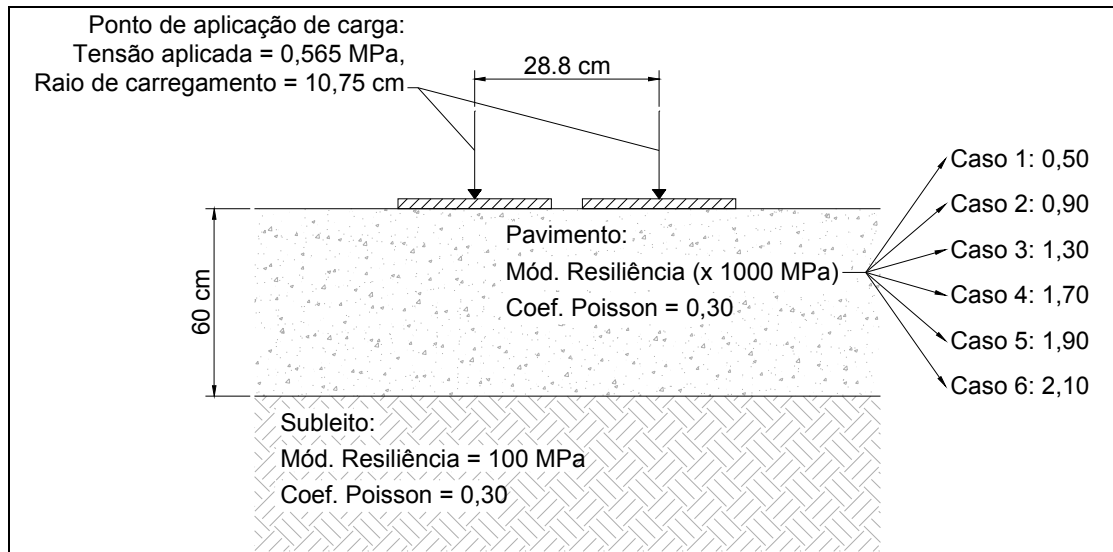 Ponto de aplicação de carga:
Tensão aplicada = 0,565 MPa,
Raio de carregamento = 10,75 cm
28.8 cm
Caso 1: 0,50
Caso 2: 0,90
Caso 3: 1,30
Caso 4: 1,70
Caso 5: 1,90
Caso 6: 2,10
Pavimento:
Mód. Resiliência (x 1000 MPa)
Coef. Poisson = 0,30
60 cm
Subleito:
Mód. Resiliência = 100 MPa
Coef. Poisson = 0,30